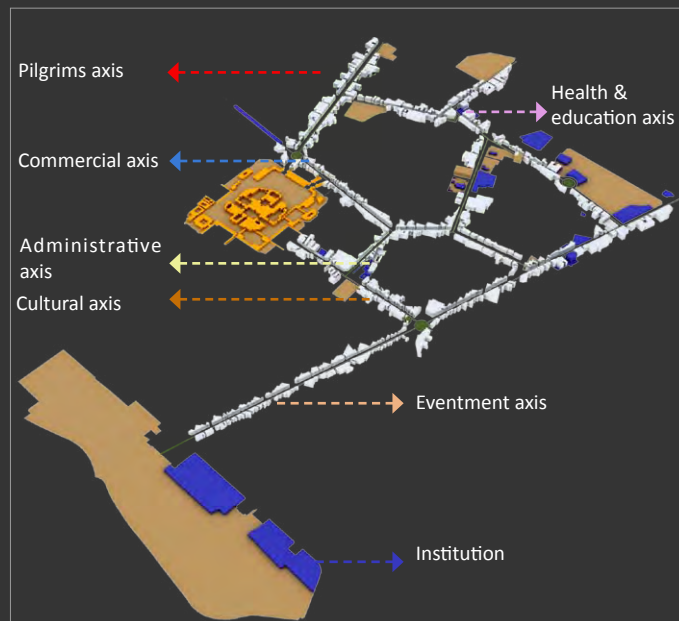 Pilgrims axis
Health &
education axis
Commercial axis
Administrative
axis
Cultural axis
Eventment axis
Institution